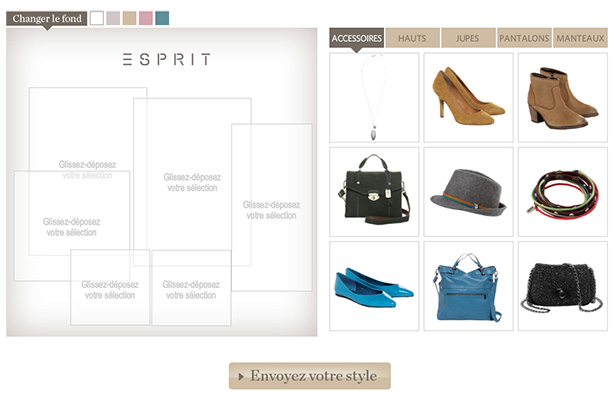 Changer le fond
ESPRIT
Glissez-déposez
votre sélection
Glissez-déposez
votre sélection
Glissez-déposez
votre sélection
Glissez-déposez
votre sélection
Glissez-déposez
votre sélection
Glissez-déposez
votre sélection
ACCESSOIRES HAUTS JUPES PANTALONS MANTEAUX
Envoyez votre style